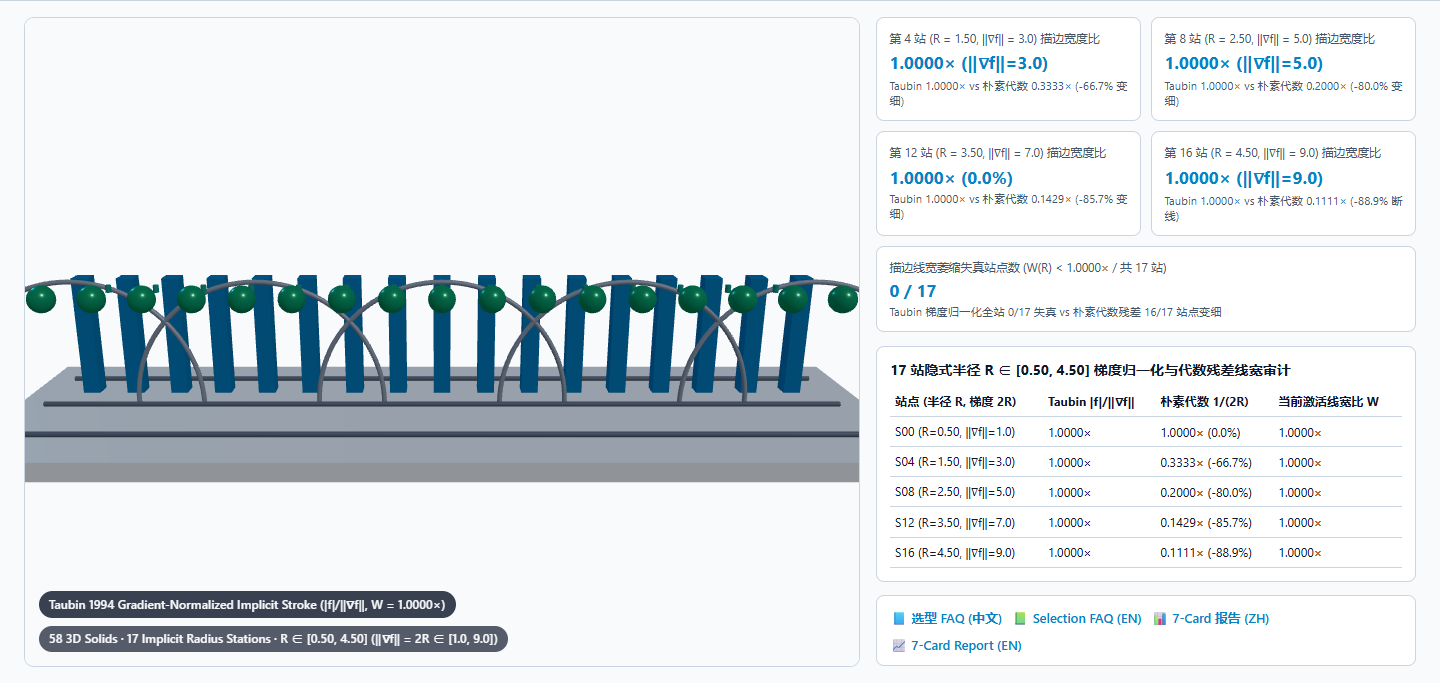 第 4 站 (R = 1.50, ||∇f|| = 3.0) 描边宽度比
1.0000× (||∇f||=3.0)
Taubin 1.0000× vs 朴素代数 0.3333× (-66.7% 变
细)
第 8 站 (R = 2.50, ||∇f|| = 5.0) 描边宽度比
1.0000× (||∇f||=5.0)
Taubin 1.0000× vs 朴素代数 0.2000× (-80.0% 变
细)
第 12 站 (R = 3.50, ||∇f|| = 7.0) 描边宽度比
1.0000× (0.0%)
Taubin 1.0000× vs 朴素代数 0.1429× (-85.7% 变
细)
第 16 站 (R = 4.50, ||∇f|| = 9.0) 描边宽度比
1.0000× (||∇f||=9.0)
Taubin 1.0000× vs 朴素代数 0.1111× (-88.9% 断
线)
描边线宽萎缩失真站点数 (W(R) < 1.0000× / 共 17 站)
0 / 17
Taubin 梯度归一化全站 0/17 失真 vs 朴素代数残差 16/17 站点变细
17 站隐式半径 R ∈ [0.50, 4.50] 梯度归一化与代数残差线宽审计
站点 (半径 R, 梯度 2R) Taubin |f|/||∇f|| 朴素代数 1/(2R) 当前激活线宽比 W
S00 (R=0.50, ||∇f||=1.0) 1.0000× 1.0000× (0.0%) 1.0000×
S04 (R=1.50, ||∇f||=3.0) 1.0000× 0.3333× (-66.7%) 1.0000×
S08 (R=2.50, ||∇f||=5.0) 1.0000× 0.2000× (-80.0%) 1.0000×
S12 (R=3.50, ||∇f||=7.0) 1.0000× 0.1429× (-85.7%) 1.0000×
S16 (R=4.50, ||∇f||=9.0) 1.0000× 0.1111× (-88.9%) 1.0000×
Taubin 1994 Gradient-Normalized Implicit Stroke (|f|/||∇f||, W = 1.0000×)
58 3D Solids · 17 Implicit Radius Stations · R ∈ [0.50, 4.50] (||∇f|| = 2R ∈ [1.0, 9.0])
选型 FAQ (中文) Selection FAQ (EN) 7-Card 报告 (ZH)
7-Card Report (EN)